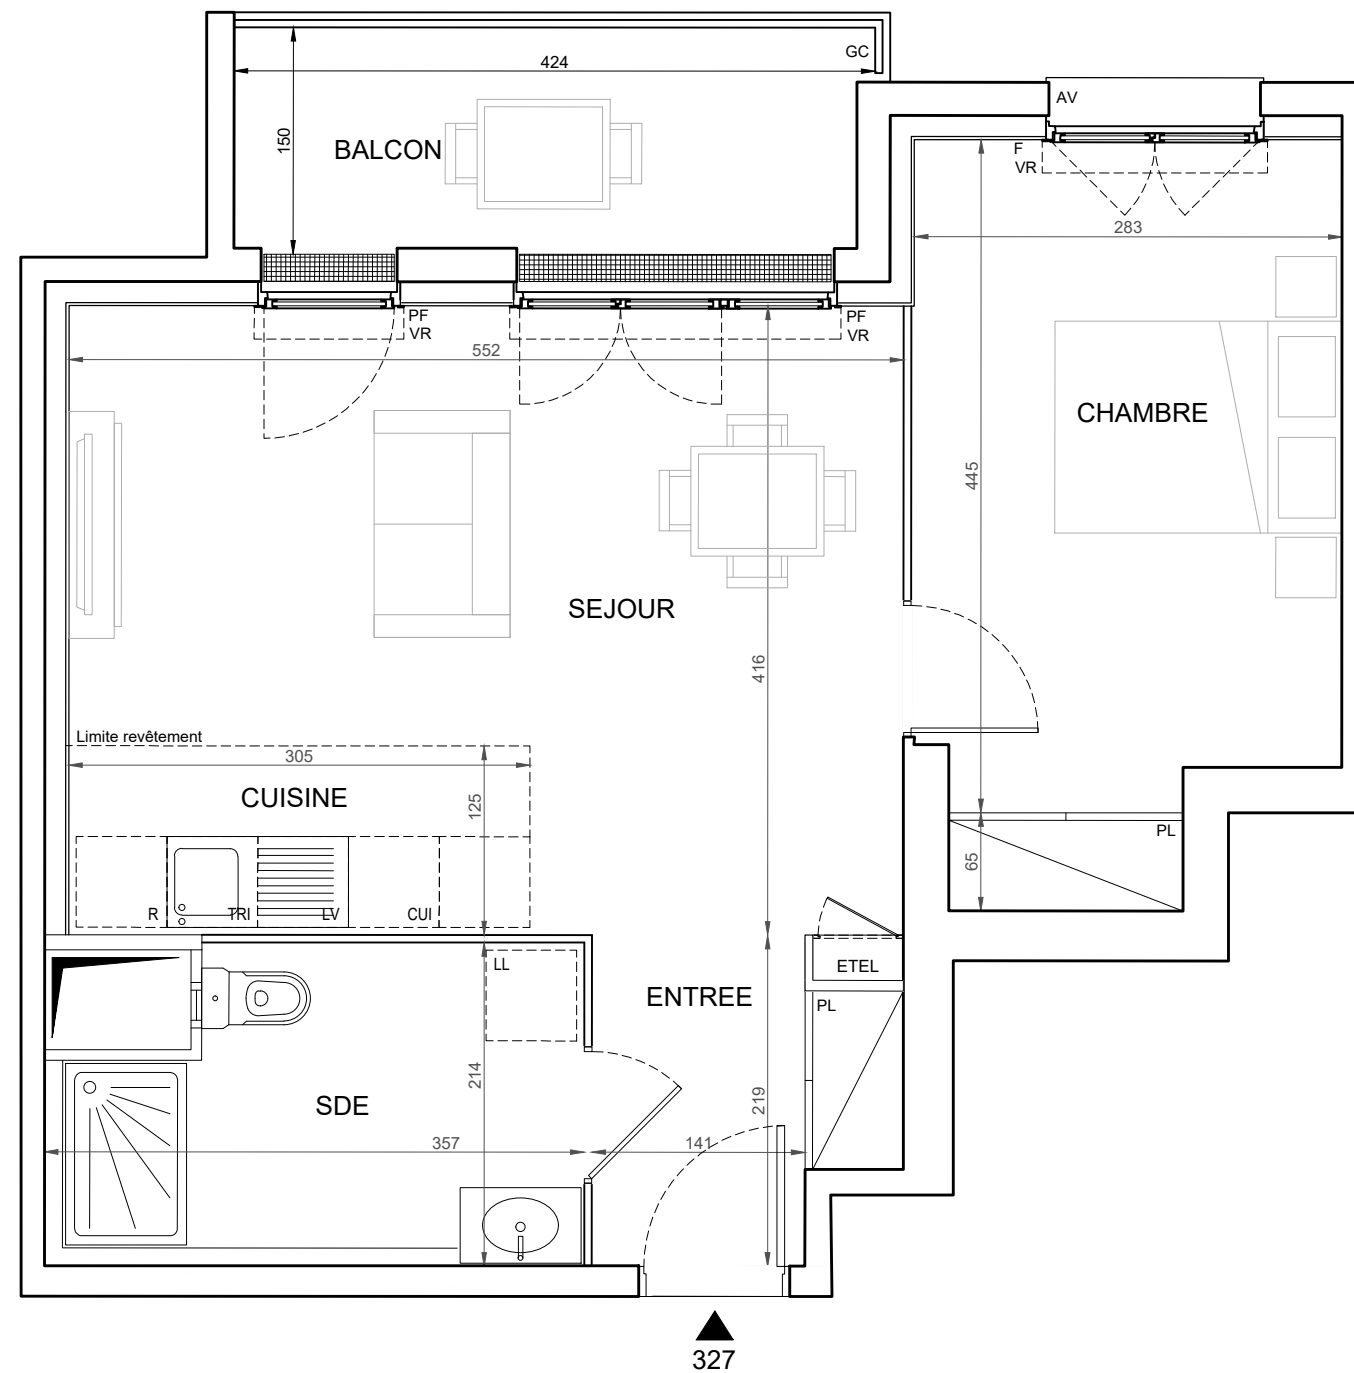 GC
424
AV
150
BALCON
F
VR
283
PF
VR
PF
VR
552
CHAMBRE
445
SEJOUR
416
Limite revêtement
305
CUISINE
125
PL
65
R
TRI
LV
CUI
LL
ETEL
ENTREE
PL
214
219
SDE
357
141
327